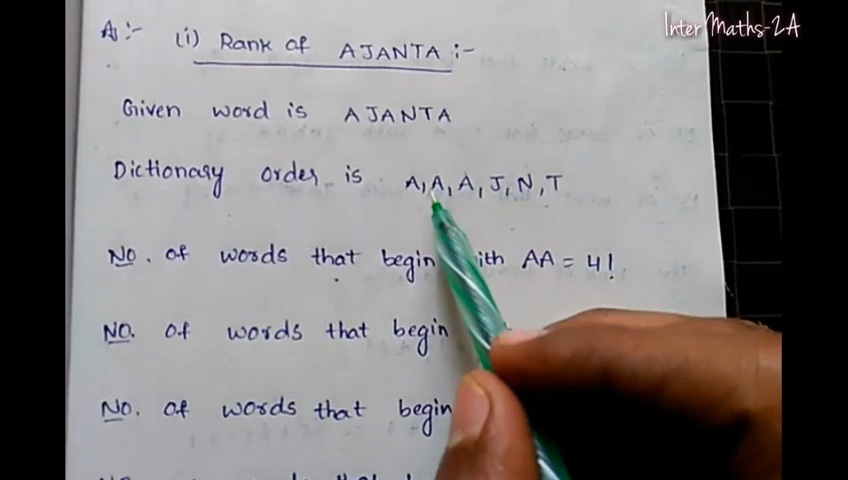 Inter Maths-2A
A:- (i) Rank of AJANTA :-
Given word is AJANTA
Dictionary order is A, A, A, J, N, T
No. of words that begin AA = 4!
No. of words that begin
No. of words that begin